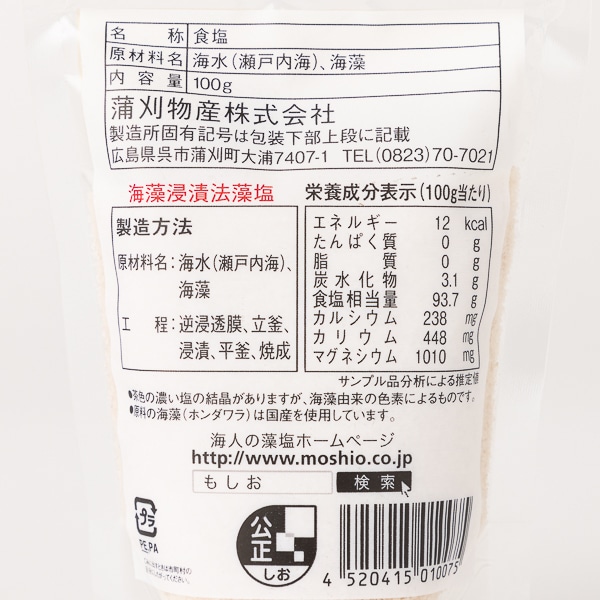 名称 食塩
原材料名 海水(瀬戸内海)、海藻
内容量 100g
蒲刈物産株式会社
製造所固有記号は包装下部上段に記載
広島県呉市蒲刈町大浦7407-1 TEL(0823)70-7021
海藻浸漬法藻塩
製造方法
原材料名:海水(瀬戸内海)、
海藻
工程:逆浸透膜、立釜、
浸漬、平釜、焼成
栄養成分表示(100g当たり)
エネルギー 12 kcal
たんぱく質 0 g
脂質 0 g
炭水化物 3.1 g
食塩相当量 93.7 g
カルシウム 238 mg
カリウム 448 mg
マグネシウム 1010 mg
サンプル品分析による推定値
●茶色の濃い塩の結晶がありますが、海藻由来の色素によるものです。
●原料の海藻(ホンダワラ)は国産を使用しています。
海人の藻塩ホームページ
http://www.moshio.co.jp
もしお 検索
プラ
PE,PA
公正
しお
4 520415 010075